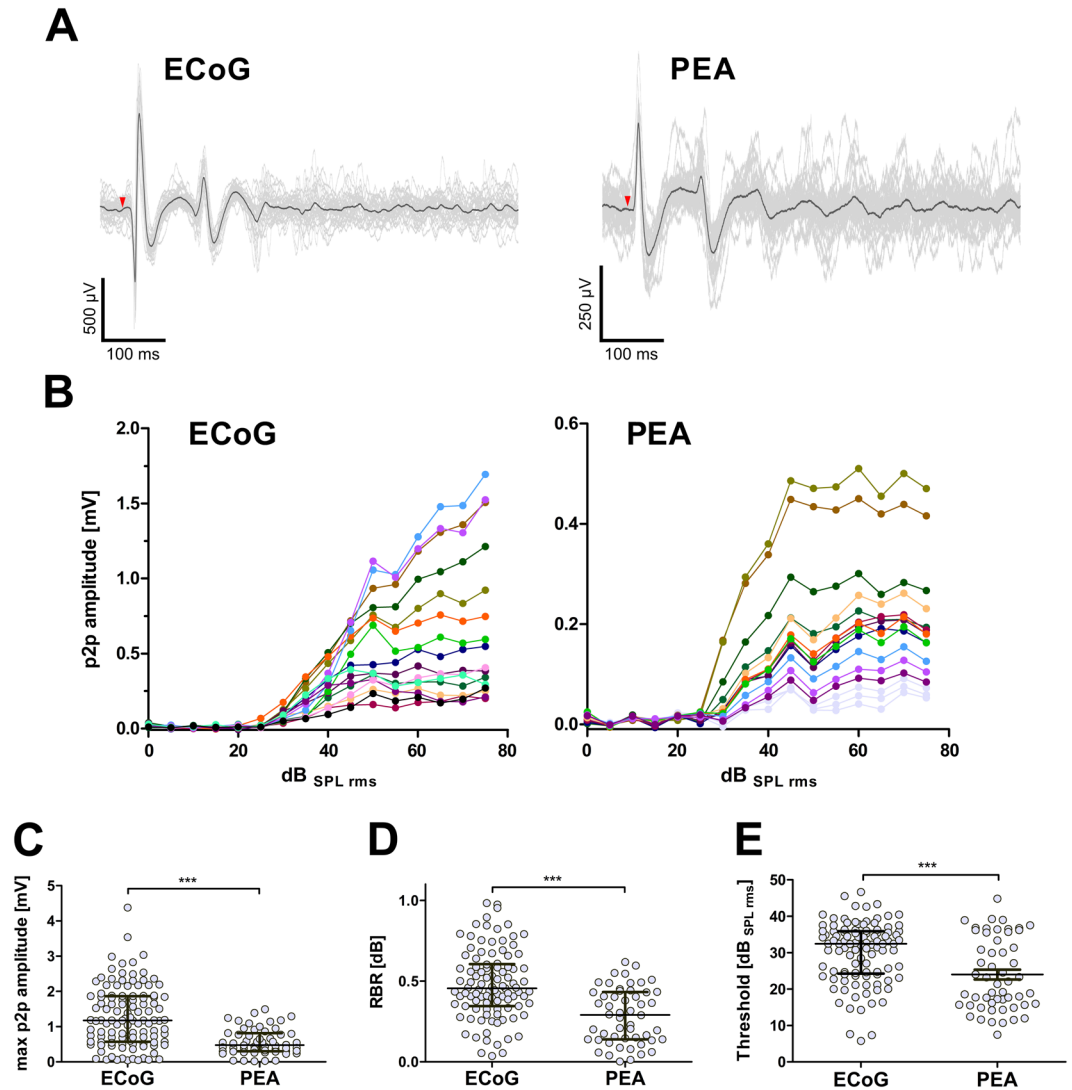 A
ECoG
PEA
500 µV
100 ms
250 µV
100 ms
B
ECoG
PEA
p2p amplitude [mV]
2.0
1.5
1.0
0.5
0.0
0 20 40 60 80
dB SPL rms
0.6
0.4
0.2
0.0
0 20 40 60 80
dB SPL rms
C
max p2p amplitude [mV]
5
4
3
2
1
0
***
ECoG PEA
D
RBR [dB]
1.0
0.5
0.0
***
ECoG PEA
E
Threshold [dB SPL rms]
50
40
30
20
10
0
***
ECoG PEA